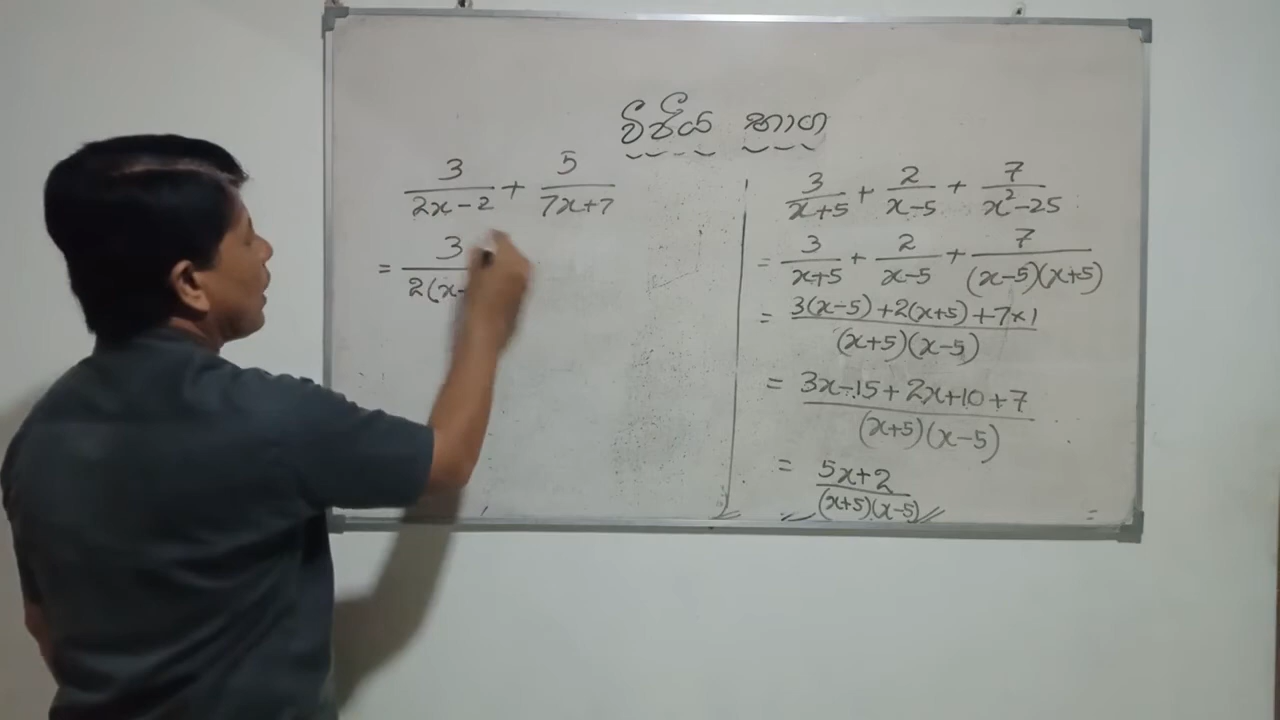 වීජීය භාග
3/(2x-2) + 5/(7x+7)
= 3/(2(x-
3/(x+5) + 2/(x-5) + 7/(x²-25)
= 3/(x+5) + 2/(x-5) + 7/((x-5)(x+5))
= (3(x-5)+2(x+5)+7×1)/((x+5)(x-5))
= (3x-15+2x+10+7)/((x+5)(x-5))
= (5x+2)/((x+5)(x-5))